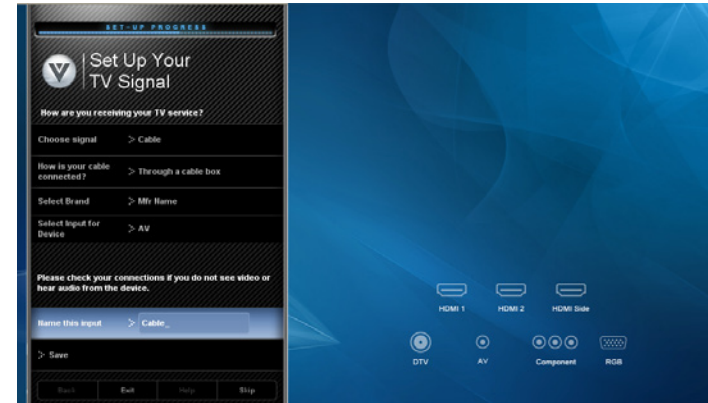 SET-UP PROGRESS
V
Set Up Your
TV Signal
How are you receiving your TV service?
Choose signal > Cable
How is your cable
connected? > Through a cable box
Select Brand > Mfr Name
Select Input for
Device > AV
Please check your connections if you do not see video or
hear audio from the device.
Name this input > Cable_
> Save
Back Exit Help Skip
HDMI 1 HDMI 2 HDMI Side
DTV AV Component RGB